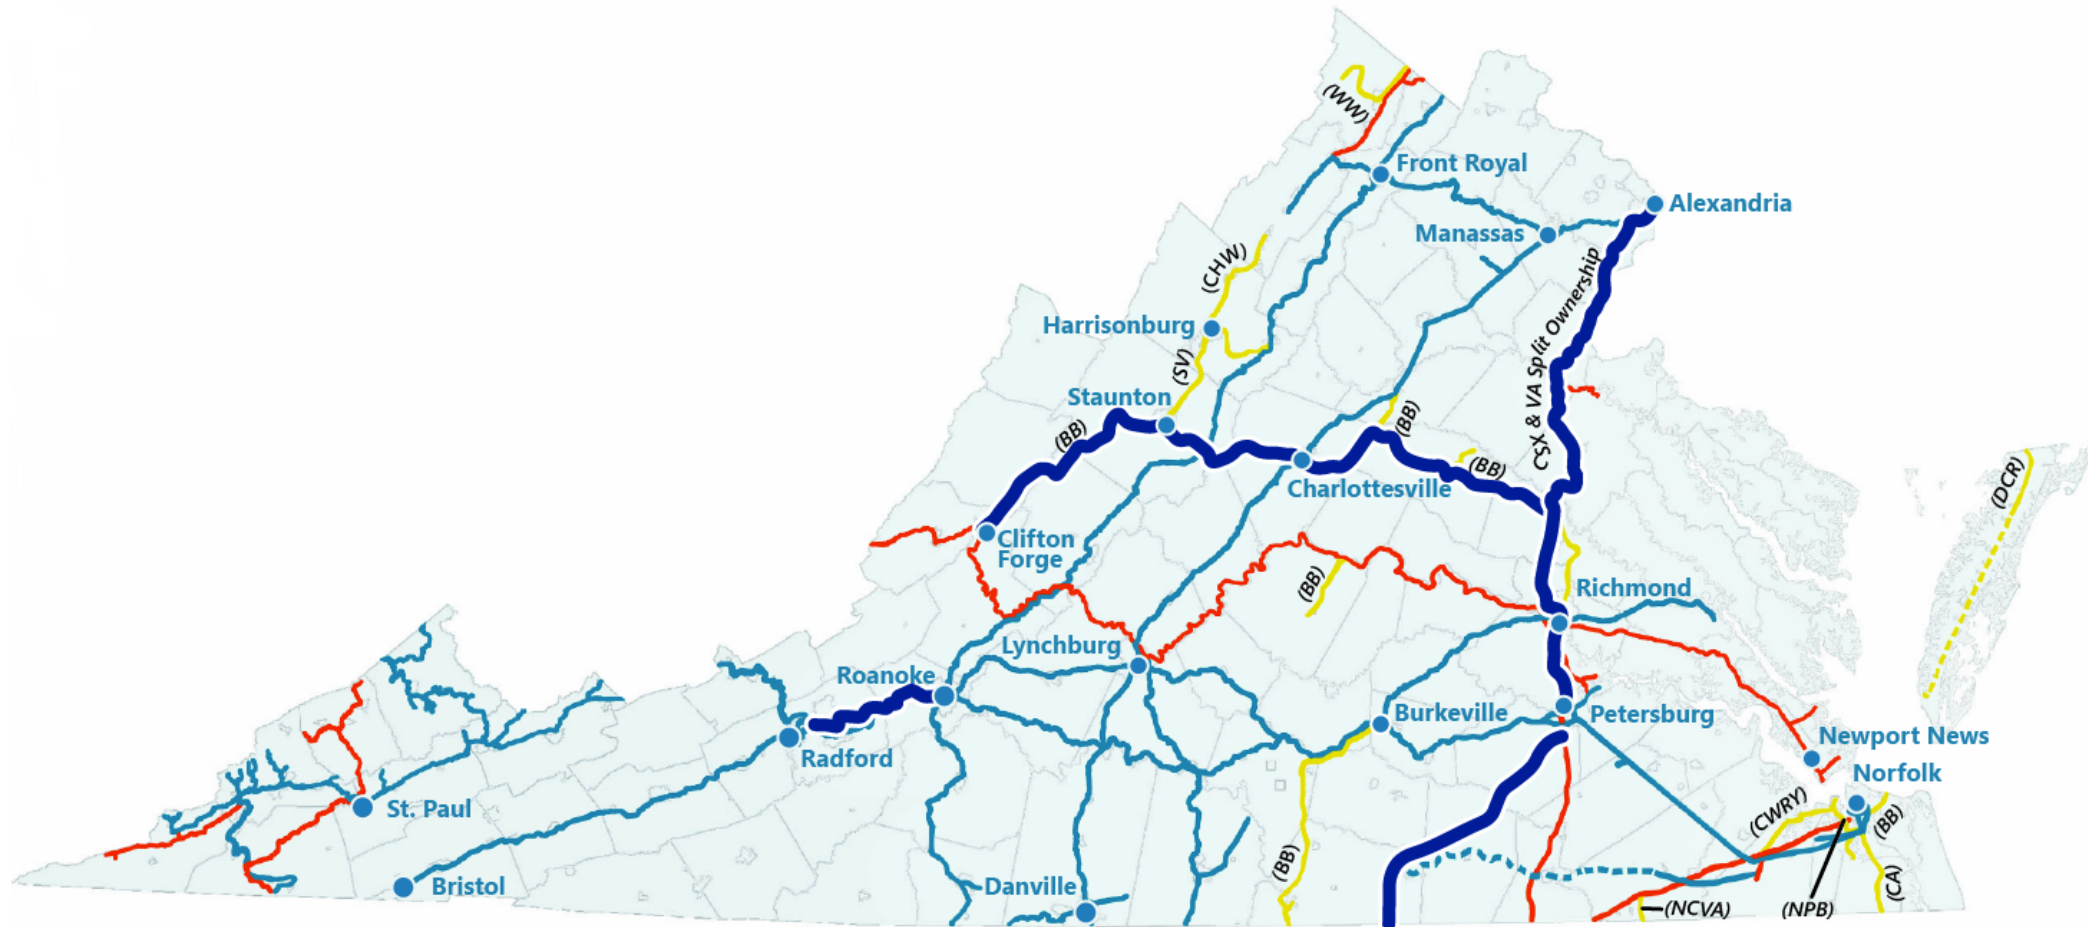 (WW)
Front Royal
Alexandria
Manassas
(CHW)
CSX & VA Split Ownership
Harrisonburg
(SV)
Staunton
(BB)
(BB)
(BB)
Charlottesville
(DCR)
Clifton
Forge
(BB)
Richmond
Lynchburg
Roanoke
Burkeville
Petersburg
Radford
Newport News
Norfolk
St. Paul
(CWRY)
(BB)
Bristol
Danville
(BB)
(CA)
(NCVA)
(NPB)